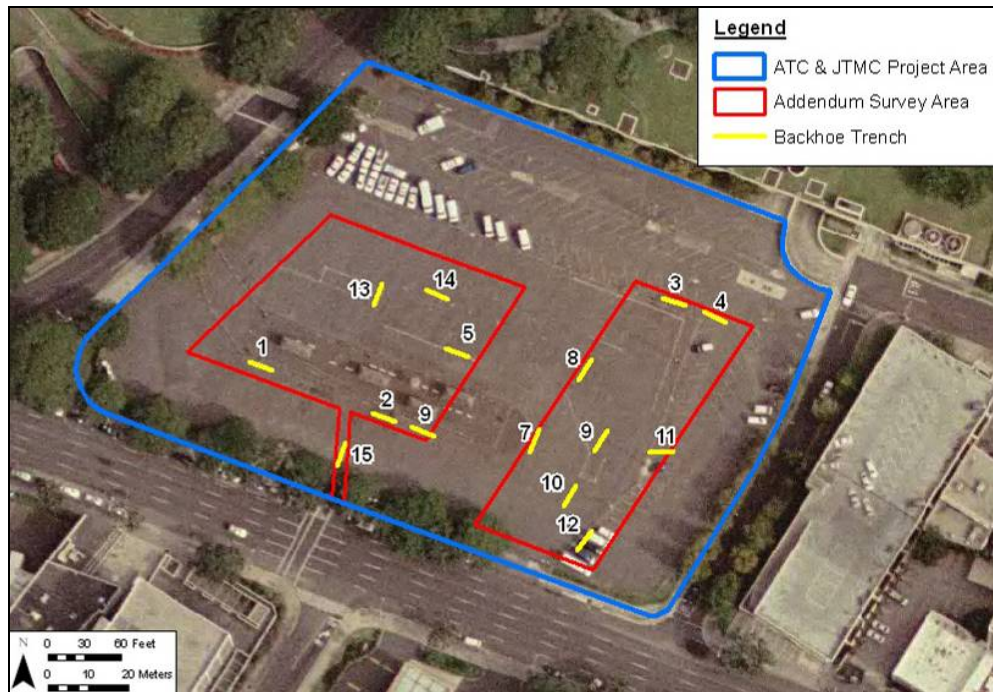 Legend
ATC & JTMC Project Area
Addendum Survey Area
Backhoe Trench
13
14
3
4
5
1
8
2
9
7
9
11
15
10
12
N
0 30 60 Feet
0 10 20 Meters